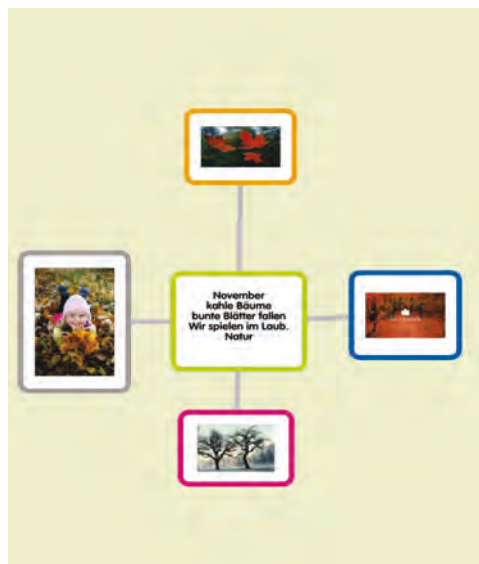 November
kahle Bäume
bunte Blätter fallen
Wir spielen im Laub.
Natur